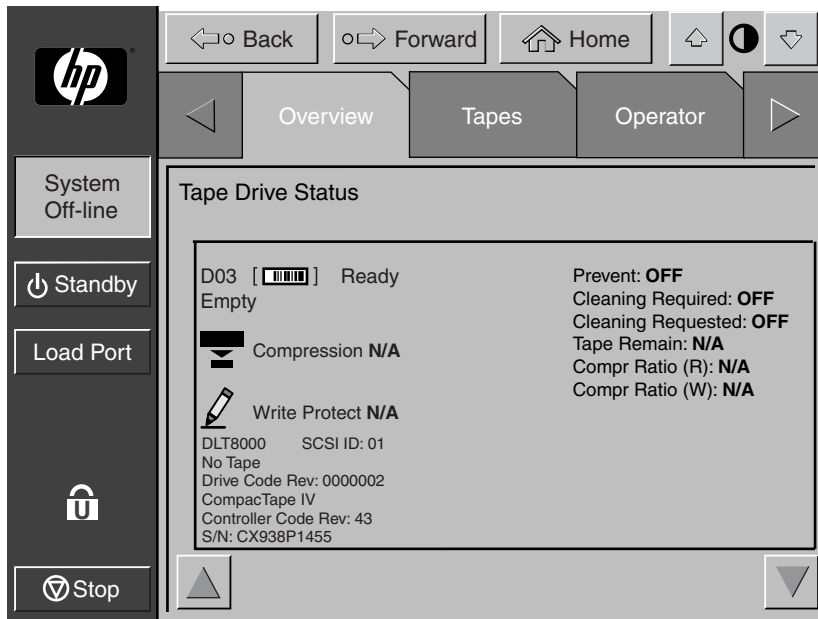 hp
Back
Forward
Home
Overview
Tapes
Operator
System
Off-line
Standby
Load Port
U
Stop
Tape Drive Status
D03 [ ] Ready
Empty
Compression N/A
Write Protect N/A
DLT8000 SCSI ID: 01
No Tape
Drive Code Rev: 0000002
CompacTape IV
Controller Code Rev: 43
S/N: CX938P1455
Prevent: OFF
Cleaning Required: OFF
Cleaning Requested: OFF
Tape Remain: N/A
Compr Ratio (R): N/A
Compr Ratio (W): N/A